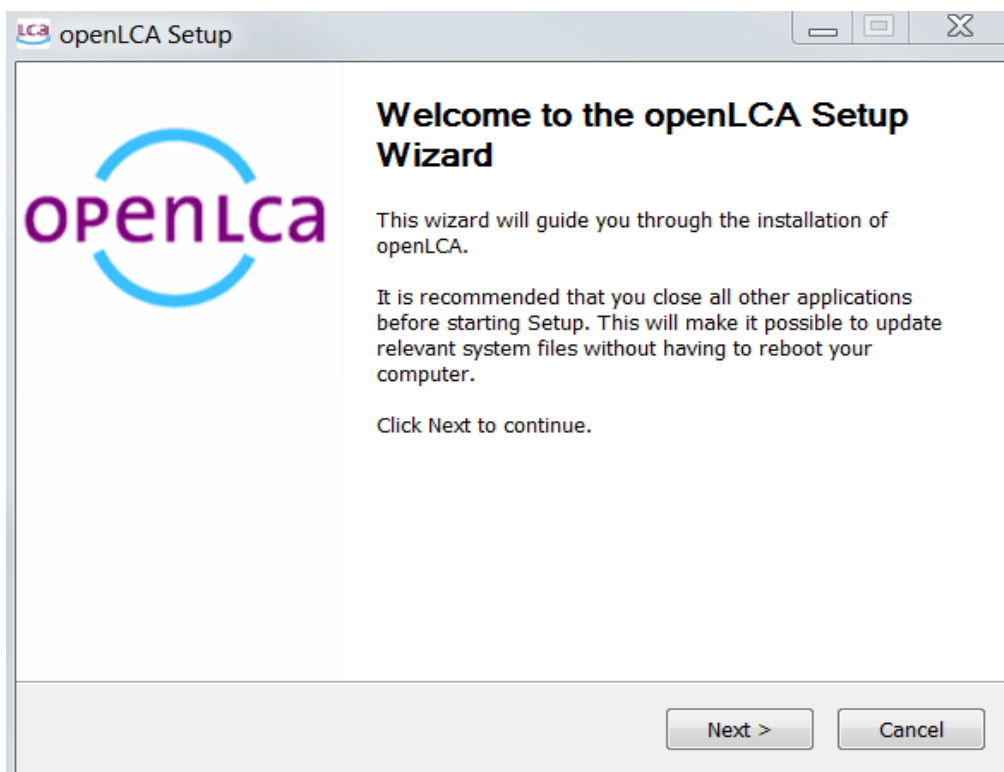 LCA openLCA Setup
Welcome to the openLCA Setup
Wizard
openLCA
This wizard will guide you through the installation of
openLCA.
It is recommended that you close all other applications
before starting Setup. This will make it possible to update
relevant system files without having to reboot your
computer.
Click Next to continue.
Next >
Cancel